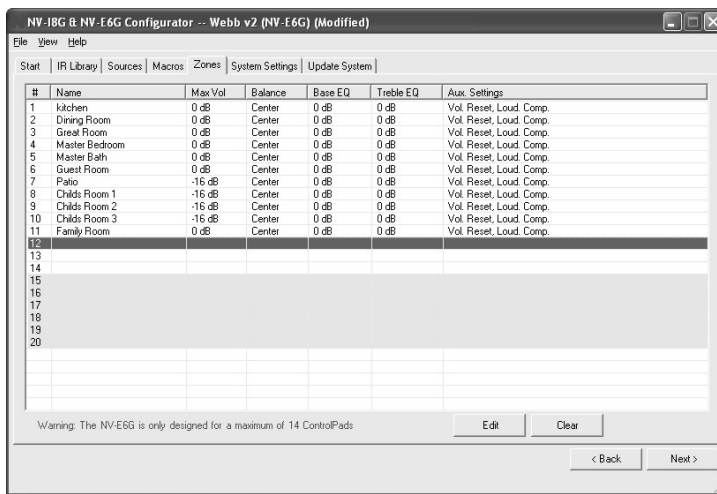 NV-I8G & NV-E6G Configurator -- Webb v2 (NV-E6G) (Modified)
File View Help
Start IR Library Sources Macros Zones System Settings Update System
# Name Max Vol Balance Base EQ Treble EQ Aux. Settings
1 kitchen 0 dB Center 0 dB 0 dB Vol. Reset, Loud. Comp.
2 Dining Room 0 dB Center 0 dB 0 dB Vol. Reset, Loud. Comp.
3 Great Room 0 dB Center 0 dB 0 dB Vol. Reset, Loud. Comp.
4 Master Bedroom 0 dB Center 0 dB 0 dB Vol. Reset, Loud. Comp.
5 Master Bath 0 dB Center 0 dB 0 dB Vol. Reset, Loud. Comp.
6 Guest Room 0 dB Center 0 dB 0 dB Vol. Reset, Loud. Comp.
7 Patio -16 dB Center 0 dB 0 dB Vol. Reset, Loud. Comp.
8 Childs Room 1 -16 dB Center 0 dB 0 dB Vol. Reset, Loud. Comp.
9 Childs Room 2 -16 dB Center 0 dB 0 dB Vol. Reset, Loud. Comp.
10 Childs Room 3 -16 dB Center 0 dB 0 dB Vol. Reset, Loud. Comp.
11 Family Room 0 dB Center 0 dB 0 dB Vol. Reset, Loud. Comp.
12
13
14
15
16
17
18
19
20
Warning: The NV-E6G is only designed for a maximum of 14 ControlPads Edit Clear
< Back Next >